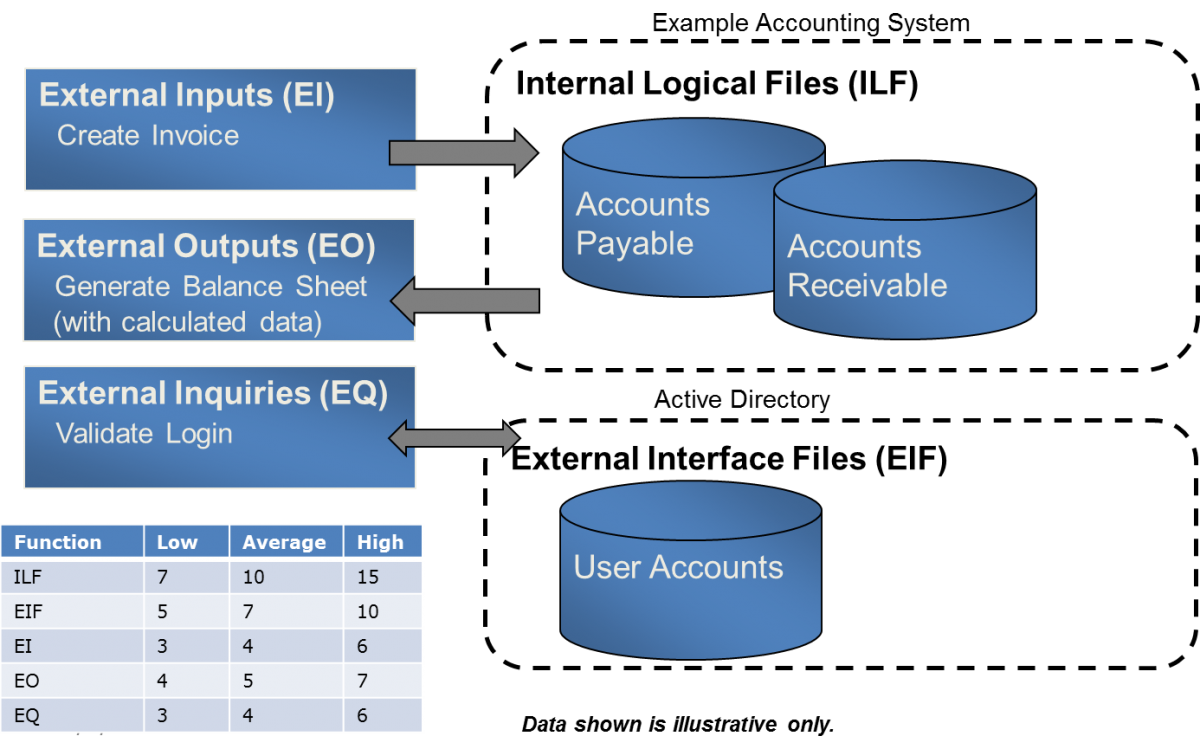 Example Accounting System
External Inputs (EI)
Create Invoice
Internal Logical Files (ILF)
Accounts
Payable
Accounts
Receivable
External Outputs (EO)
Generate Balance Sheet
(with calculated data)
External Inquiries (EQ)
Validate Login
Active Directory
External Interface Files (EIF)
User Accounts
Function Low Average High
ILF 7 10 15
EIF 5 7 10
EI 3 4 6
EO 4 5 7
EQ 3 4 6
Data shown is illustrative only.